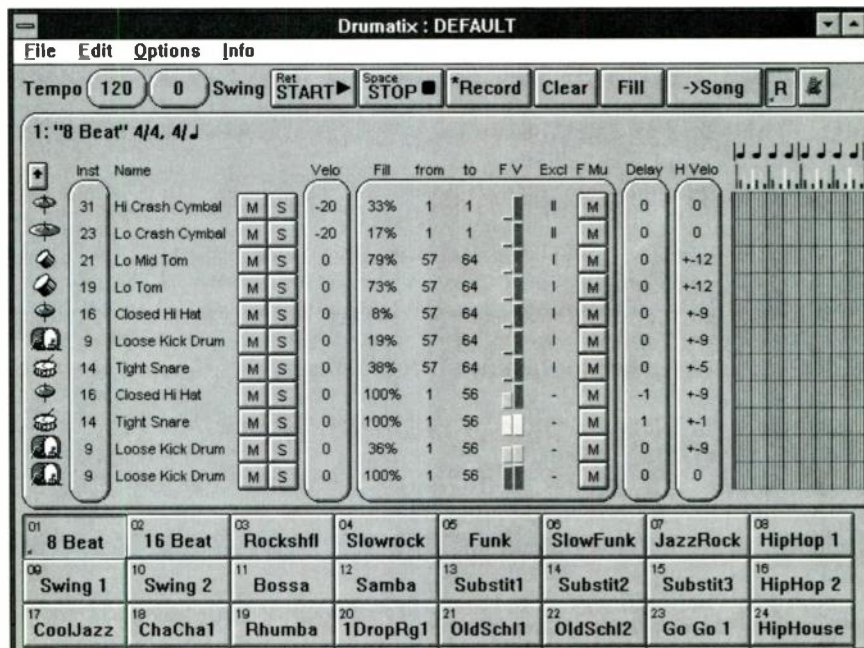 Drumatix : DEFAULT
File Edit Options Info
Tempo 120 0 Swing Ret START Space STOP *Record Clear Fill ->Song R
1: "8 Beat" 4/4, 4/♩
Inst Name Velo Fill from to F V Excl F Mu Delay H Velo
31 Hi Crash Cymbal M S -20 33% 1 1 II M 0 0
23 Lo Crash Cymbal M S -20 17% 1 1 II M 0 0
21 Lo Mid Tom M S 0 79% 57 64 I M 0 +-12
19 Lo Tom M S 0 73% 57 64 I M 0 +-12
16 Closed Hi Hat M S 0 8% 57 64 I M 0 +-9
9 Loose Kick Drum M S 0 19% 57 64 I M 0 +-9
14 Tight Snare M S 0 38% 57 64 I M 0 +-5
16 Closed Hi Hat M S 0 100% 1 56 - M -1 +-9
14 Tight Snare M S 0 100% 1 56 - M 1 +-1
9 Loose Kick Drum M S 0 36% 1 56 - M 0 +-9
9 Loose Kick Drum M S 0 100% 1 56 - M 0 0
01 8 Beat 02 16 Beat 03 Rockshfl 04 Slowrock 05 Funk 06 SlowFunk 07 JazzRock 08 HipHop 1
09 Swing 1 10 Swing 2 11 Bossa 12 Samba 13 Substit1 14 Substit2 15 Substit3 16 HipHop 2
17 CoolJazz 18 ChaCha1 19 Rhumba 20 1DropRg1 21 OldSchl1 22 OldSchl2 23 Go Go 1 24 HipHouse